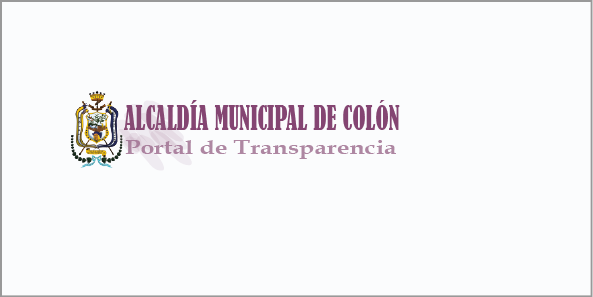 ALCALDÍA MUNICIPAL DE COLÓN
Portal de Transparencia